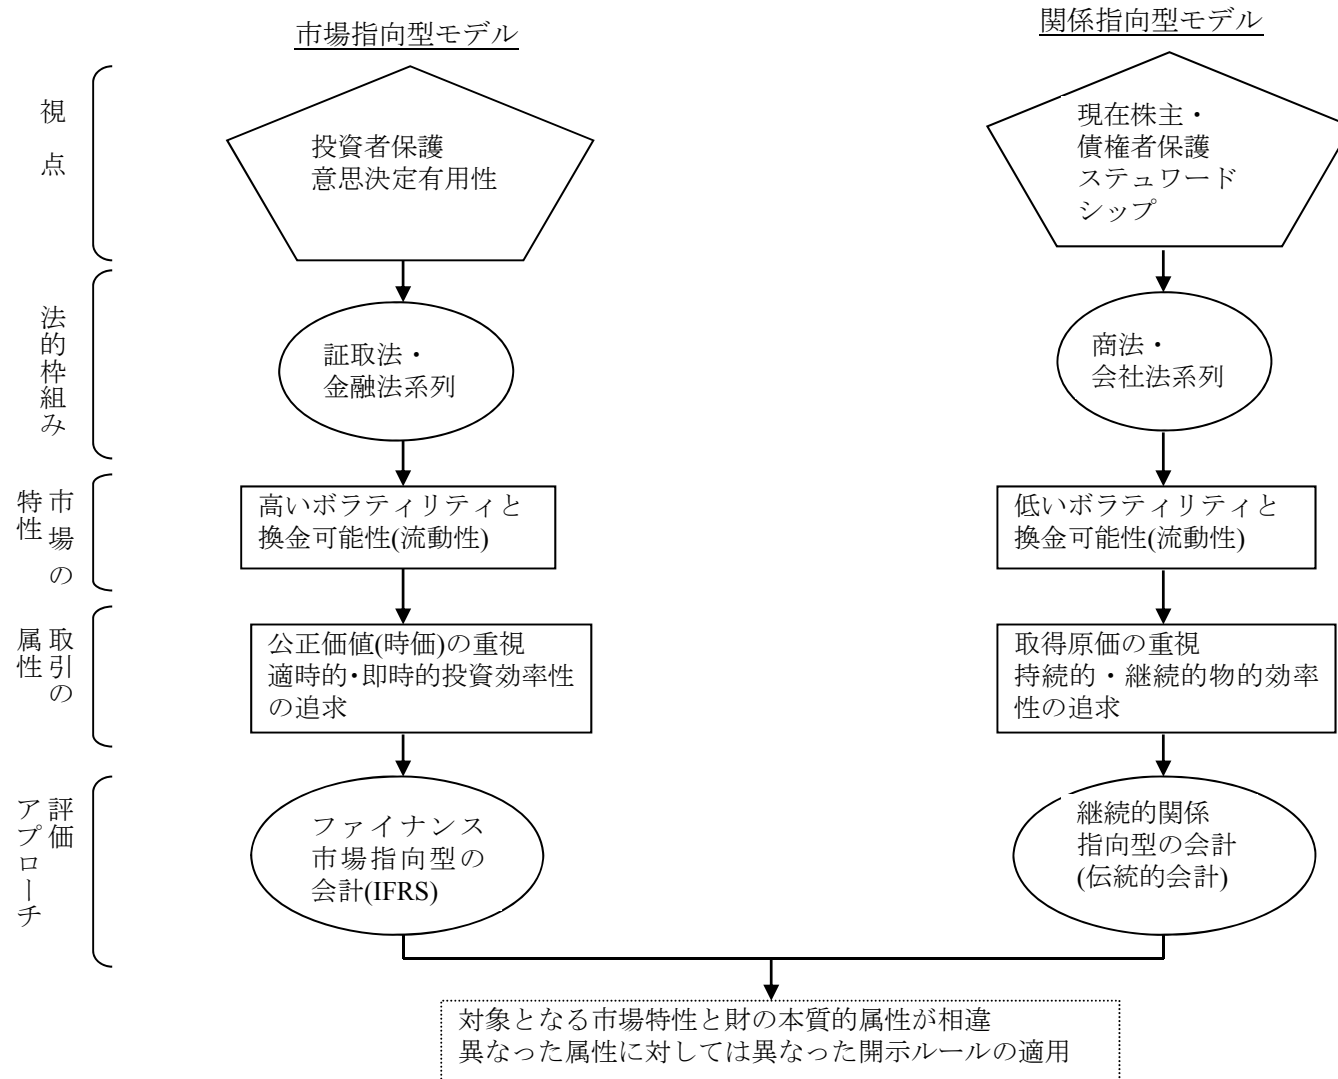 市場指向型モデル
関係指向型モデル
視点
投資者保護
意思決定有用性
現在株主・
債権者保護
ステュワード
シップ
法的枠組み
証取法・
金融法系列
商法・
会社法系列
市場の
特性
高いボラティリティと
換金可能性(流動性)
低いボラティリティと
換金可能性(流動性)
取引の
属性
公正価値(時価)の重視
適時的・即時的投資効率性
の追求
取得原価の重視
持続的・継続的物的効率
性の追求
評価
アプローチ
ファイナンス
市場指向型の
会計(IFRS)
継続的関係
指向型の会計
(伝統的会計)
対象となる市場特性と財の本質的属性が相違
異なった属性に対しては異なった開示ルールの適用